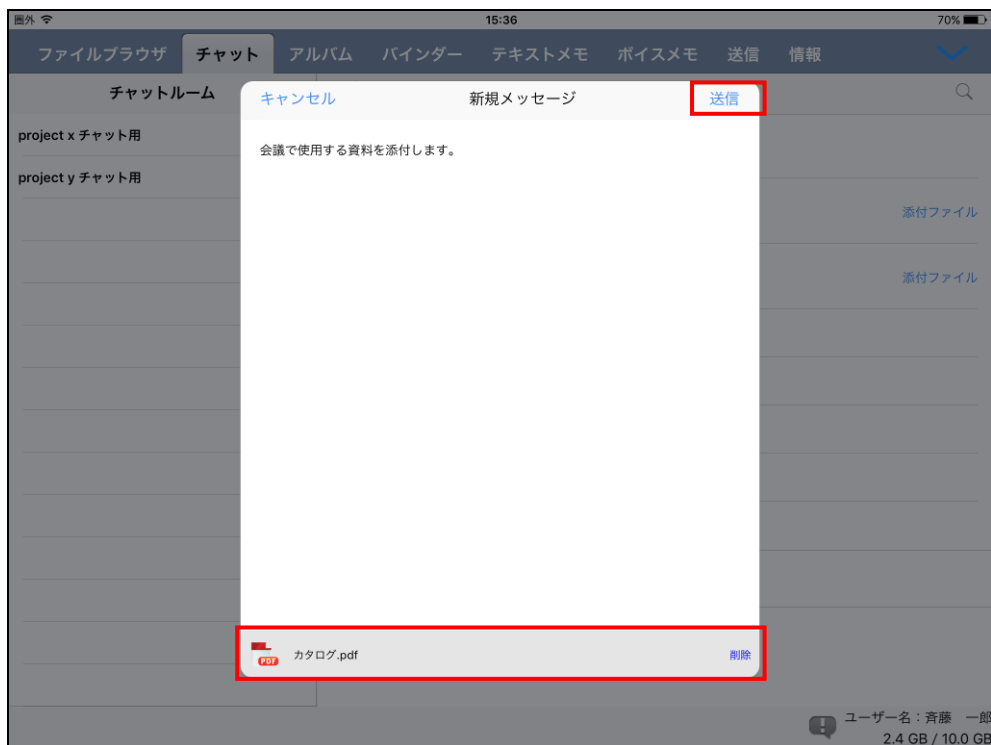 圏外 15:36 70%
ファイルブラウザ チャット アルバム バインダー テキストメモ ボイスメモ 送信 情報
チャットルーム
キャンセル 新規メッセージ 送信
project x チャット用
会議で使用する資料を添付します。
project y チャット用
添付ファイル
添付ファイル
PDF カタログ.pdf 削除
ユーザー名：斉藤 一郎
2.4 GB / 10.0 GB